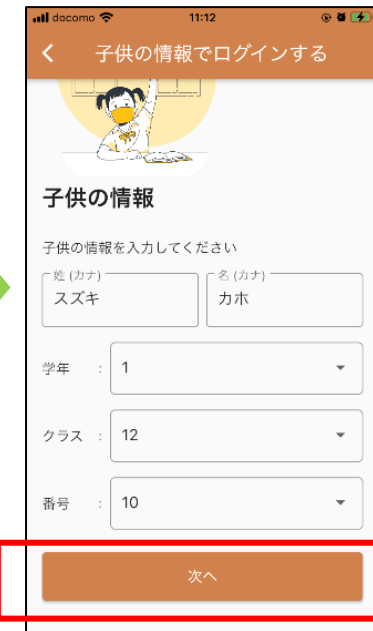 docomo 11:12
子供の情報でログインする
子供の情報
子供の情報を入力してください
姓 (カナ) 名 (カナ)
スズキ カホ
学年 : 1
クラス : 12
番号 : 10
次へ